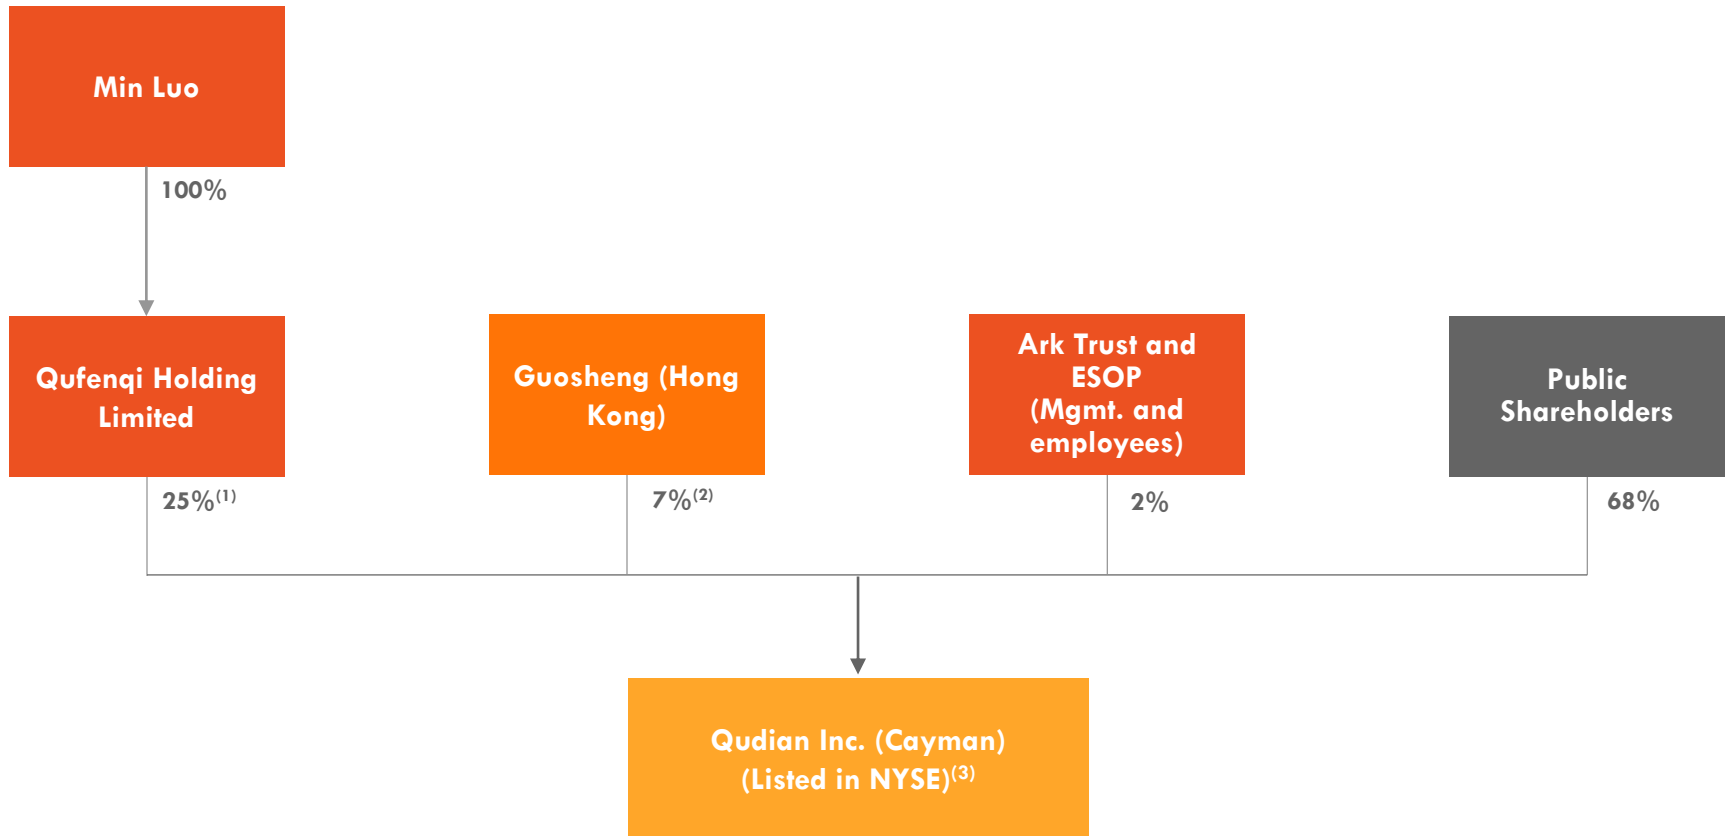 Min Luo
100%
Qufenqi Holding
Limited
Guosheng (Hong
Kong)
Ark Trust and
ESOP
(Mgmt. and
employees)
Public
Shareholders
25%(1)
7%(2)
2%
68%
Qudian Inc. (Cayman)
(Listed in NYSE)(3)